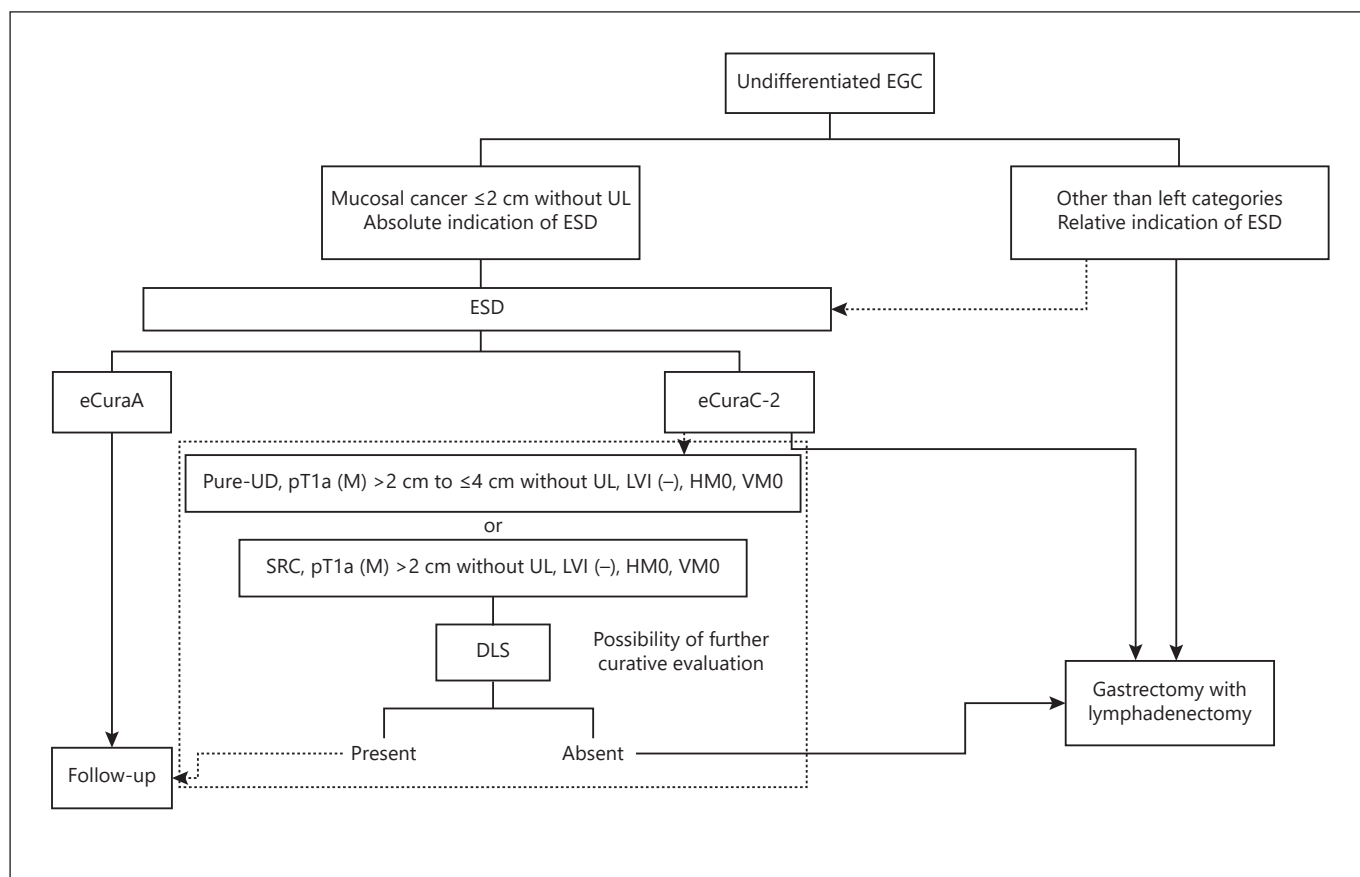 Undifferentiated EGC
Mucosal cancer ≤2 cm without UL
Absolute indication of ESD
Other than left categories
Relative indication of ESD
ESD
eCuraA
eCuraC-2
Pure-UD, pT1a (M) >2 cm to ≤4 cm without UL, LVI (–), HM0, VM0
or
SRC, pT1a (M) >2 cm without UL, LVI (–), HM0, VM0
DLS
Possibility of further
curative evaluation
Gastrectomy with
lymphadenectomy
Present
Absent
Follow-up